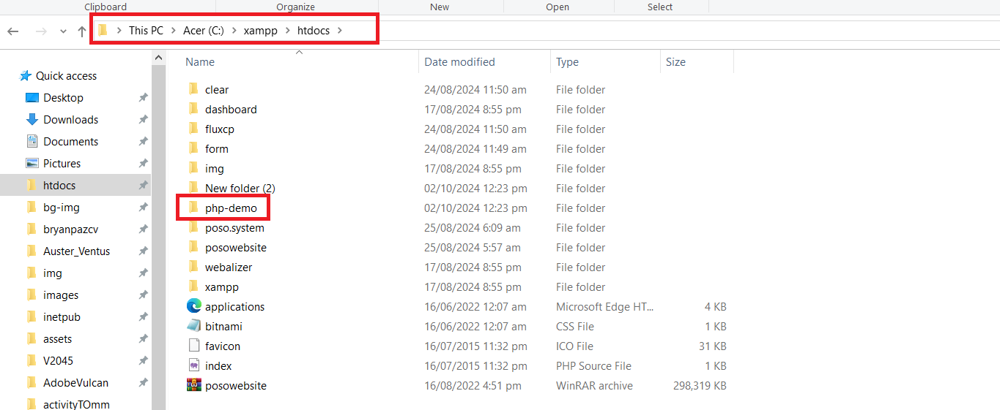 Clipboard Organize New Open Select
This PC > Acer (C:) > xampp > htdocs >
Name Date modified Type Size
Quick access
Desktop
Downloads
Documents
Pictures
htdocs
bg-img
bryanpazcv
Auster_Ventus
img
images
inetpub
assets
V2045
AdobeVulcan
activityTOmm
clear 24/08/2024 11:50 am File folder
dashboard 17/08/2024 8:55 pm File folder
fluxcp 24/08/2024 11:50 am File folder
form 24/08/2024 11:49 am File folder
img 17/08/2024 8:55 pm File folder
New folder (2) 02/10/2024 12:23 pm File folder
php-demo 02/10/2024 12:23 pm File folder
poso.system 25/08/2024 6:09 am File folder
posowebsite 25/08/2024 5:57 am File folder
webalizer 17/08/2024 8:55 pm File folder
xampp 17/08/2024 8:55 pm File folder
applications 16/06/2022 12:07 am Microsoft Edge HT... 4 KB
bitnami 16/06/2022 12:07 am CSS File 1 KB
favicon 16/07/2015 11:32 pm ICO File 31 KB
index 16/07/2015 11:32 pm PHP Source File 1 KB
posowebsite 16/08/2022 4:51 pm WinRAR archive 298,319 KB